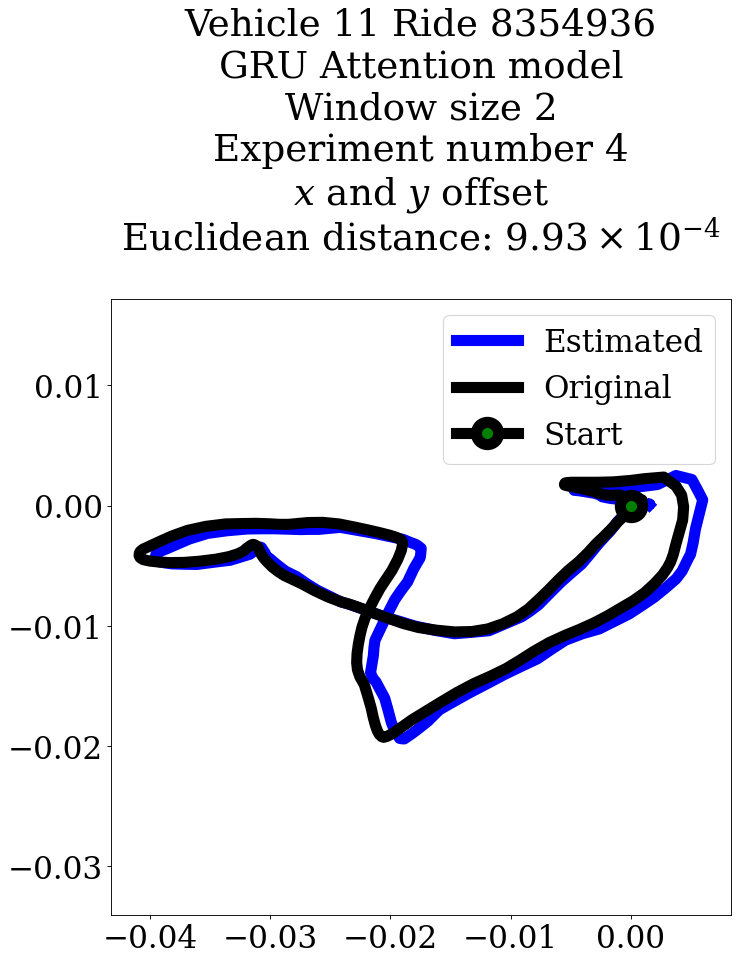 Vehicle 11 Ride 8354936
GRU Attention model
Window size 2
Experiment number 4
x and y offset
Euclidean distance: 9.93 × 10⁻⁴
Estimated
Original
Start
0.01
0.00
−0.01
−0.02
−0.03
−0.04 −0.03 −0.02 −0.01 0.00